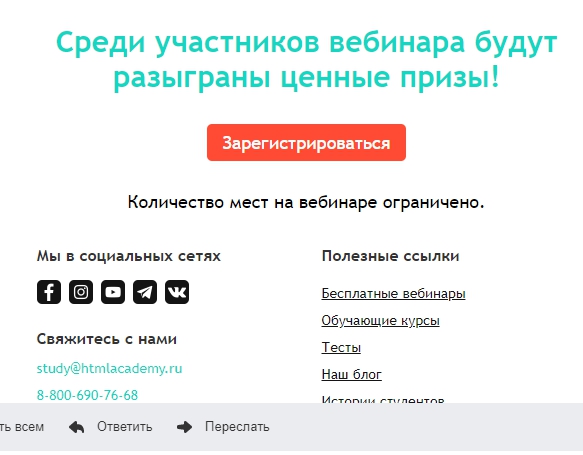 Среди участников вебинара будут
разыграны ценные призы!
Зарегистрироваться
Количество мест на вебинаре ограничено.
Мы в социальных сетях
Свяжитесь с нами
study@htmlacademy.ru
8-800-690-76-68
Полезные ссылки
Бесплатные вебинары
Обучающие курсы
Тесты
Наш блог
Истории студентов
ть всем Ответить Переслать